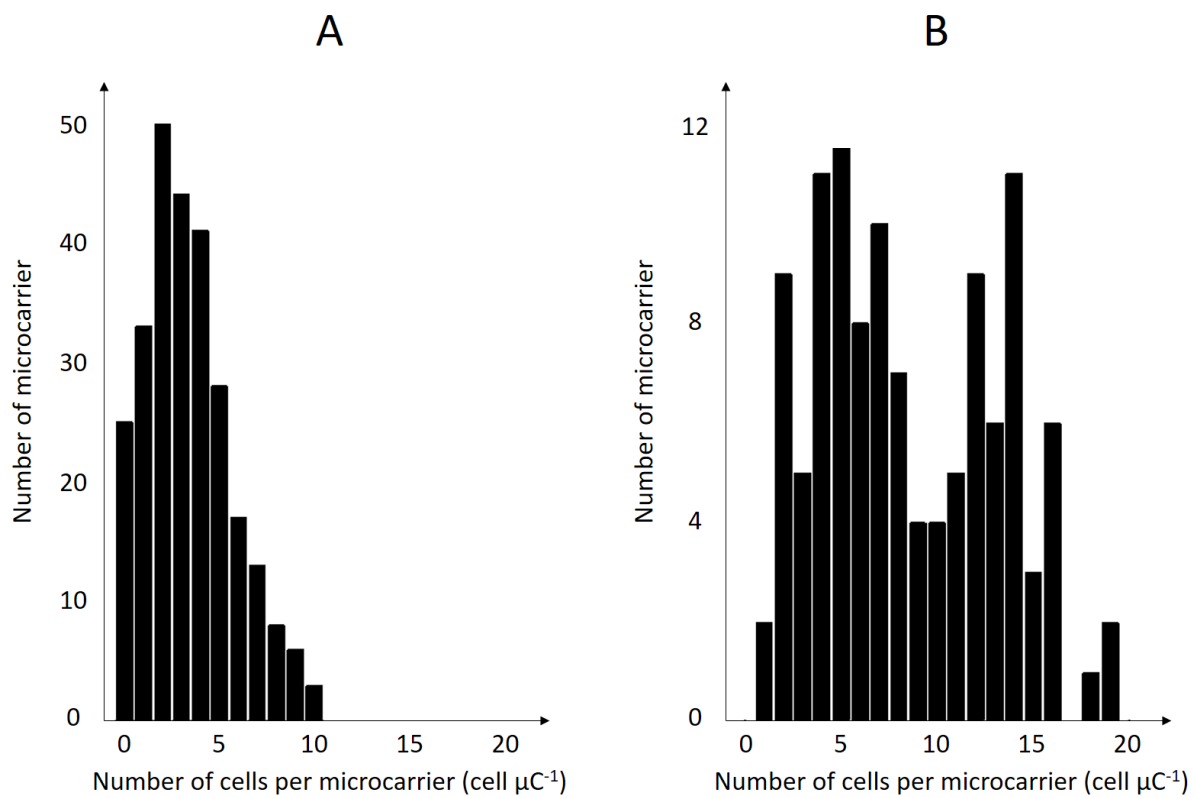 A
50
40
30
20
10
0
Number of microcarrier
0 5 10 15 20
Number of cells per microcarrier (cell µC⁻¹)
B
12
8
4
0
Number of microcarrier
0 5 10 15 20
Number of cells per microcarrier (cell µC⁻¹)